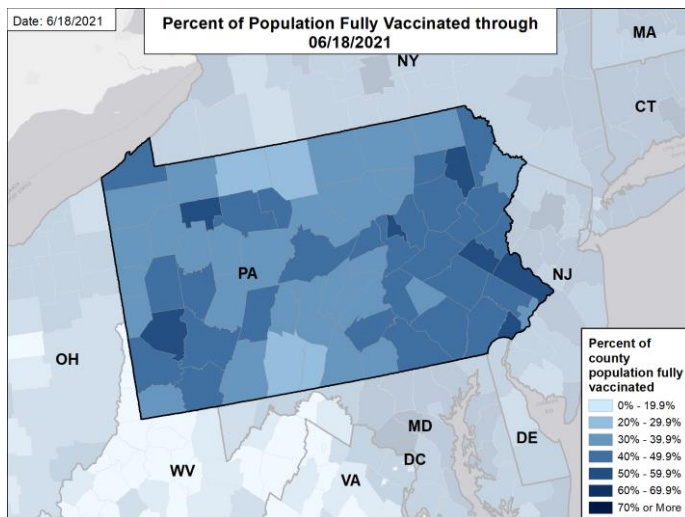 Date: 6/18/2021
Percent of Population Fully Vaccinated through
06/18/2021
MA
NY
CT
PA
NJ
OH
MD
DE
WV
DC
VA
Percent of
county
population fully
vaccinated
0% - 19.9%
20% - 29.9%
30% - 39.9%
40% - 49.9%
50% - 59.9%
60% - 69.9%
70% or More